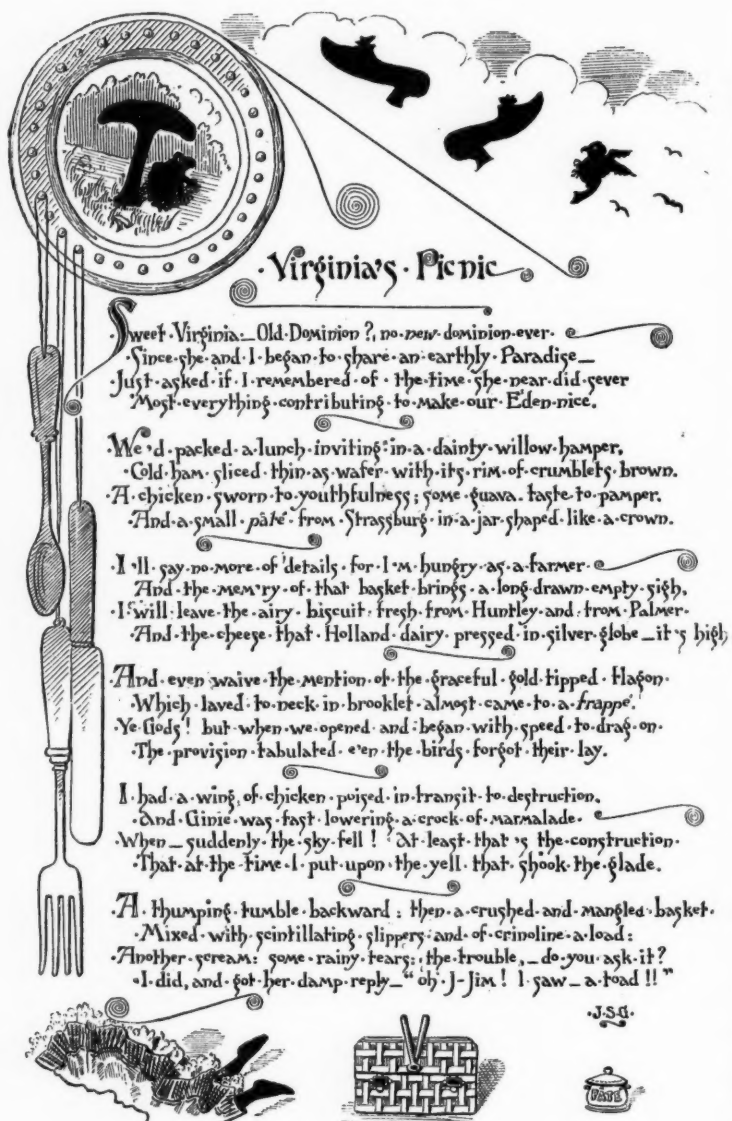 ·Virginia's·Picnic
Sweet·Virginia:—Old·Dominion?, no·new·dominion·ever·
·Since·she·and·I·began·to·share·an·earthly·Paradise—
·Just·asked·if·I·remembered·of·the·time·she·near·did·sever
'Most·everything·contributing·to·make·our·Eden·nice.
·We'd·packed·a·lunch·inviting·in·a·dainty·willow·hamper,
·Cold·ham·sliced·thin·as·wafer·with·its·rim·of·crumblets·brown.
·A·chicken·sworn·to·youthfulness; some·guava·taste·to·pamper.
·And·a·small·pâté·from·Strassburg·in·a·jar·shaped·like·a·crown.
·I'll·say·no·more·of·details·for·I'm·hungry·as·a·farmer·
And·the·mem'ry·of·that·basket·brings·a·long·drawn·empty·sigh,
·I·will·leave·the·airy·biscuit·fresh·from·Huntley·and·from·Palmer·
·And·the·cheese·that·Holland·dairy·pressed·in·silver·globe—it's·high
·And·even·waive·the·mention·of·the·graceful·gold·tipped·flagon·
·Which·laved·to·neck·in·brooklet·almost·came·to·a·frappé.
·Ye·Gods! but·when·we·opened·and·began·with·speed·to·drag·on·
·The·provision·tabulated·e'en·the·birds·forgot·their·lay.
I·had·a·wing·of·chicken·poised·in·transit·to·destruction,
·And·Ginie·was·fast·lowering·a·crock·of·marmalade·
·When—suddenly·the·sky·fell! At·least·that's·the·construction·
·That·at·the·time·I·put·upon·the·yell·that·shook·the·glade.
·A·thumping·tumble·backward: then·a·crushed·and·mangled·basket·
·Mixed·with·scintillating·slippers·and·of·crinoline·a·load:
·Another·scream: some·rainy·tears: the·trouble,—do·you·ask·it?
·I·did, and·got·her·damp·reply—"oh·J-Jim! I·saw—a·toad!!"
·J.S.G.·
PATE